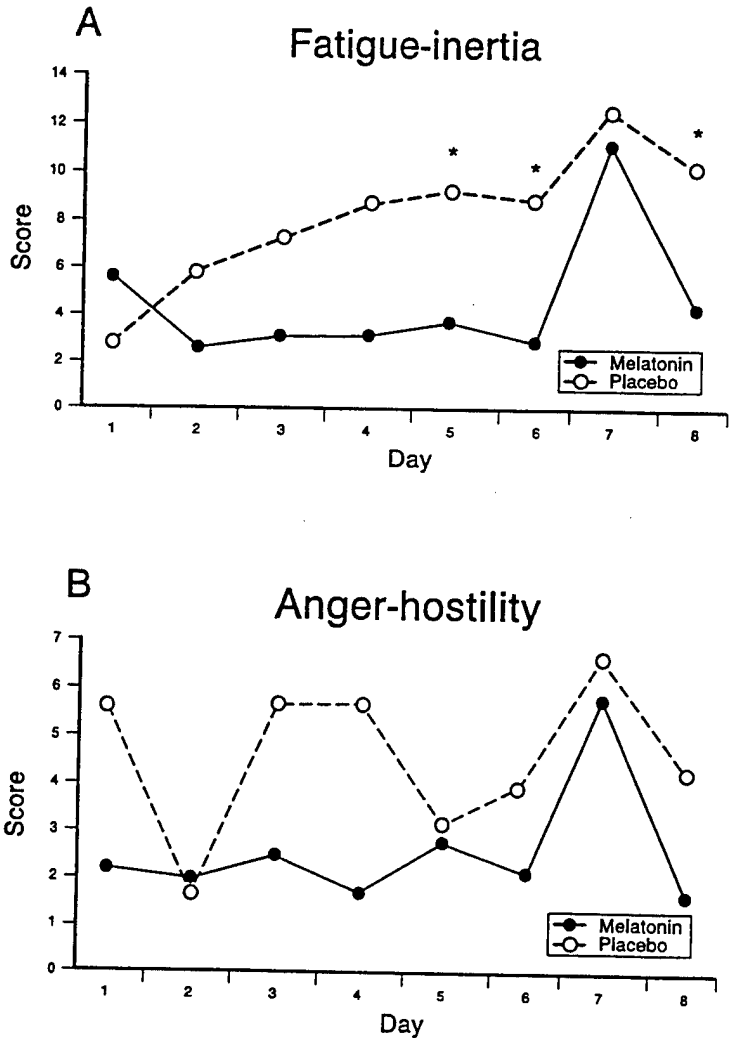 A
Fatigue-inertia
14
12
10
8
6
4
2
0
Score
* * *
Melatonin
Placebo
1 2 3 4 5 6 7 8
Day
B
Anger-hostility
7
6
5
4
3
2
1
0
Score
Melatonin
Placebo
1 2 3 4 5 6 7 8
Day